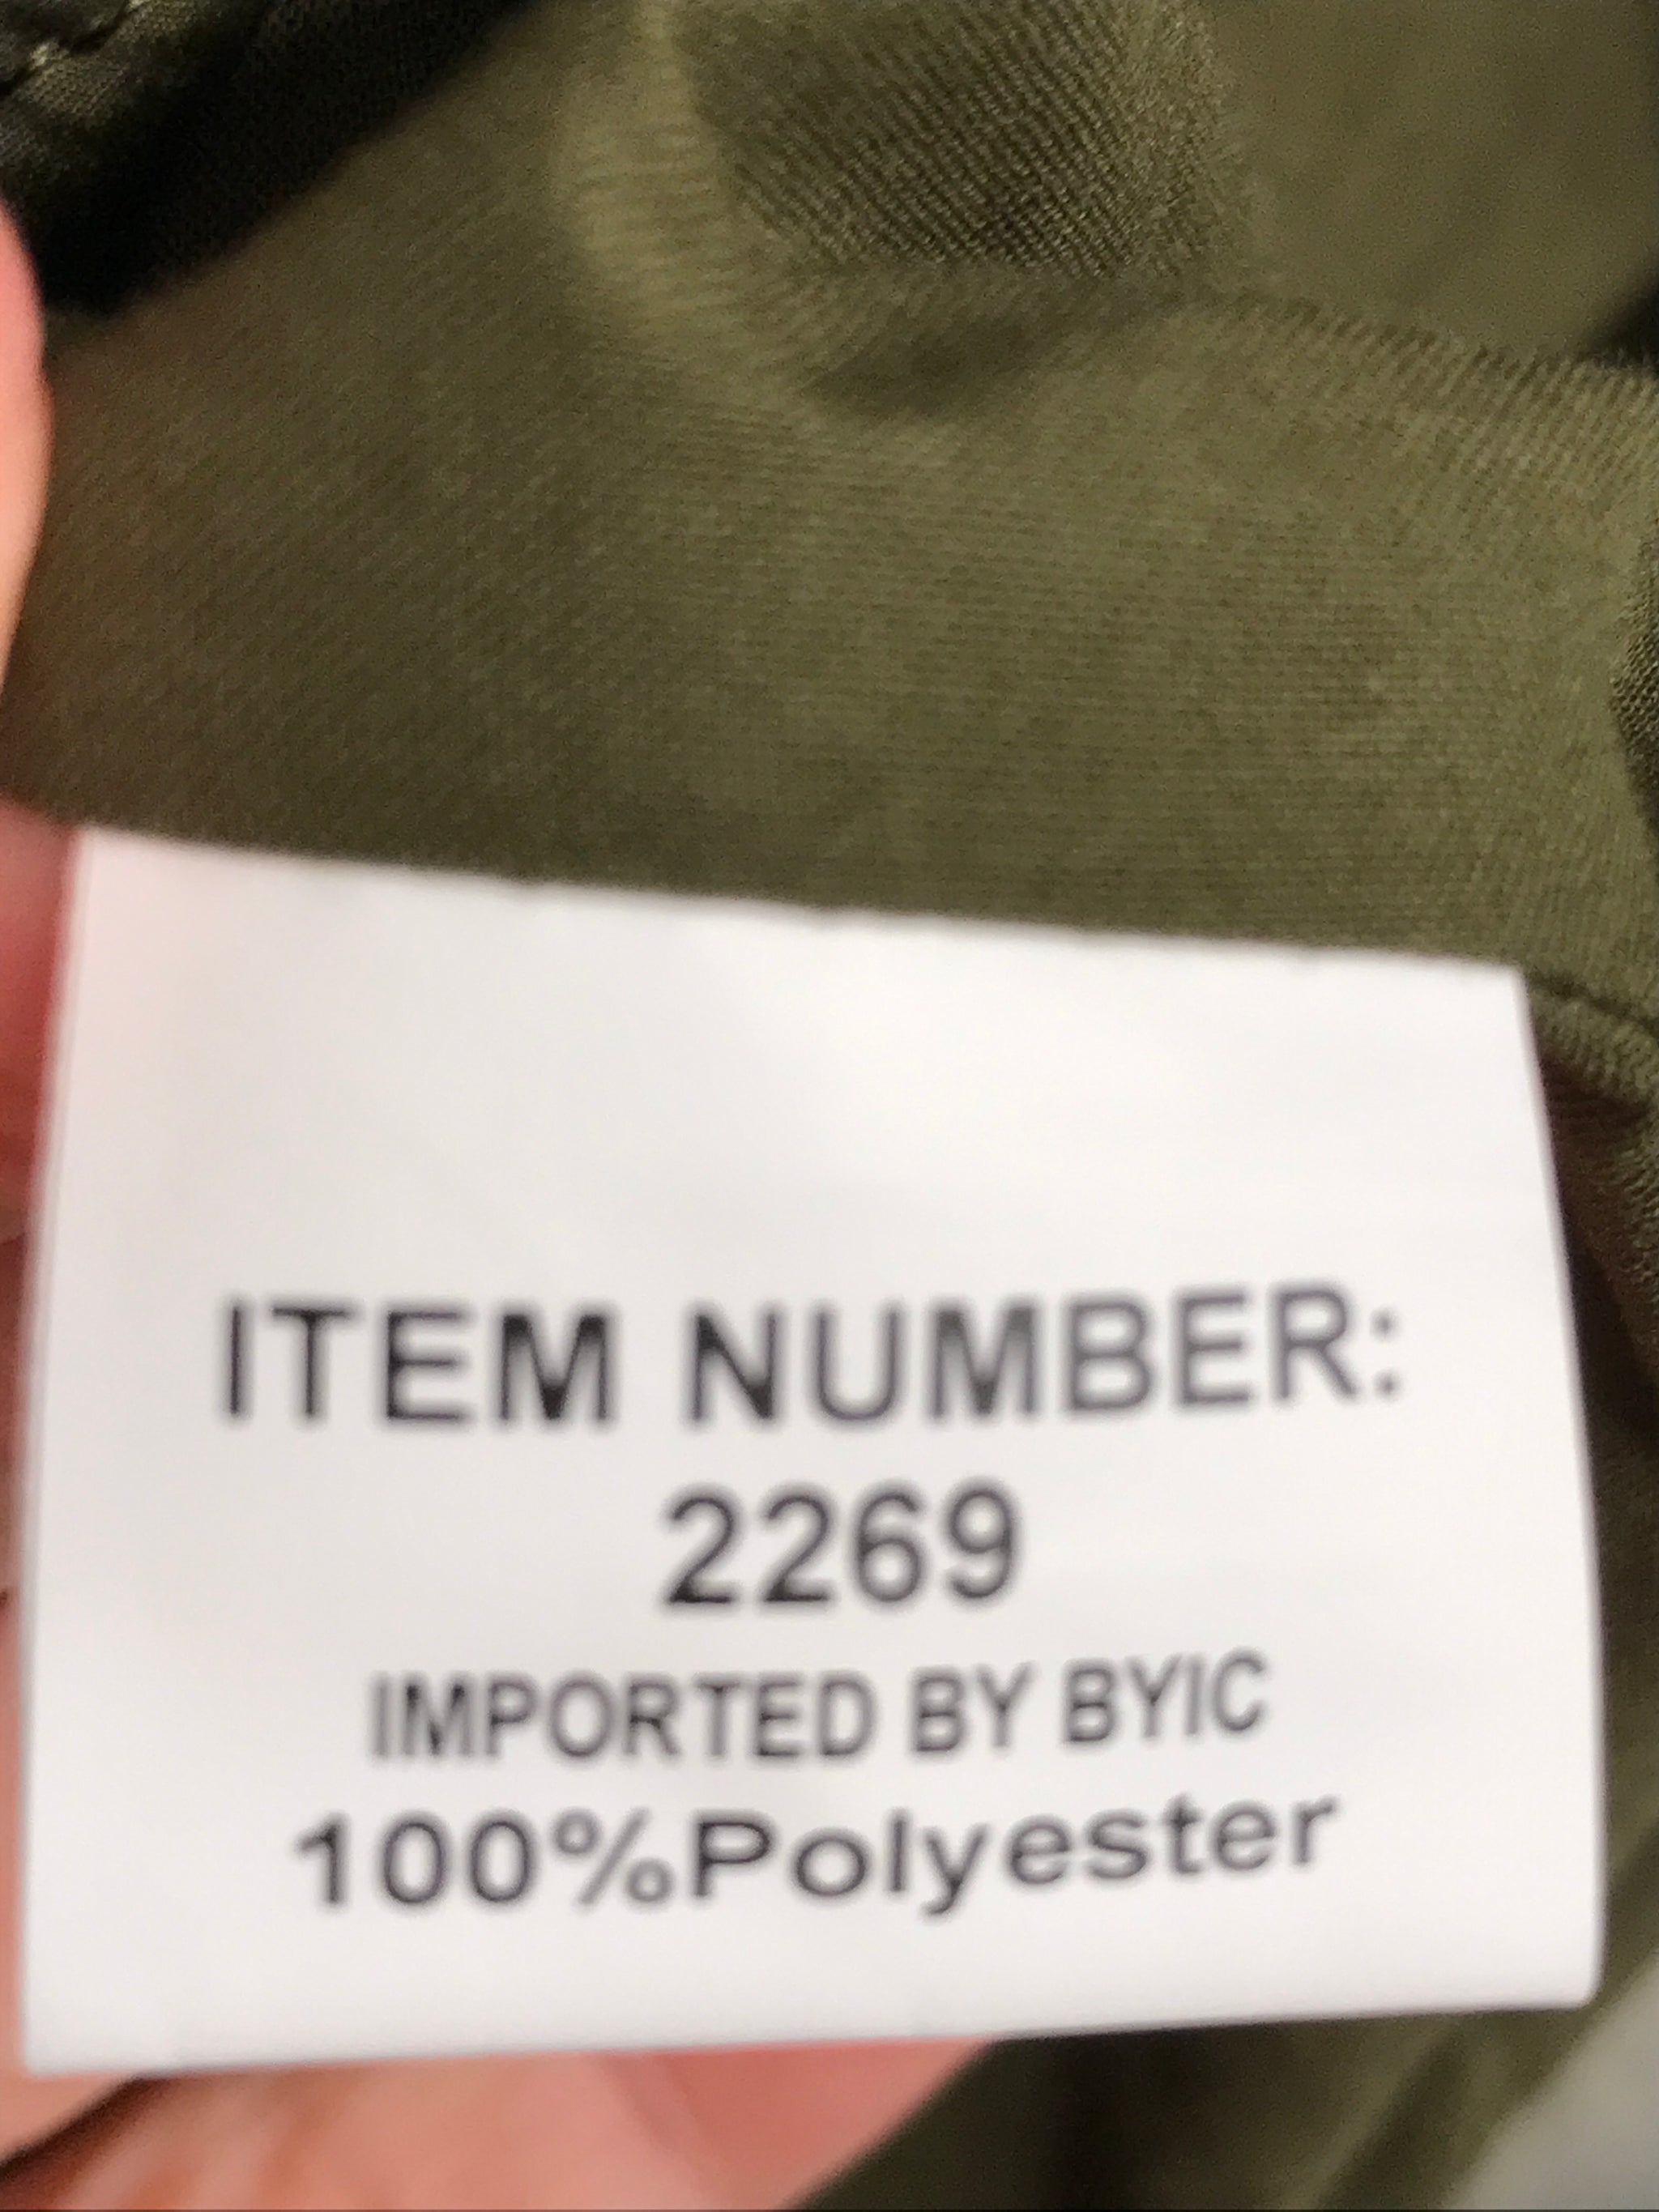 ITEM NUMBER:
2269
IMPORTED BY BYIC
100%Polyester